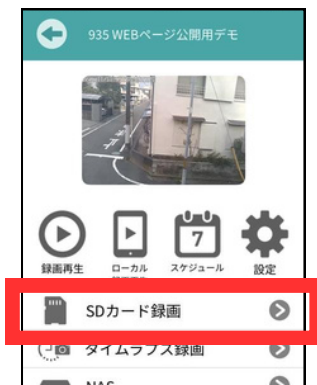 935 WEBページ公開用デモ
7
録画再生
ローカル
スケジュール
設定
SDカード録画
タイムラプス録画
NAS